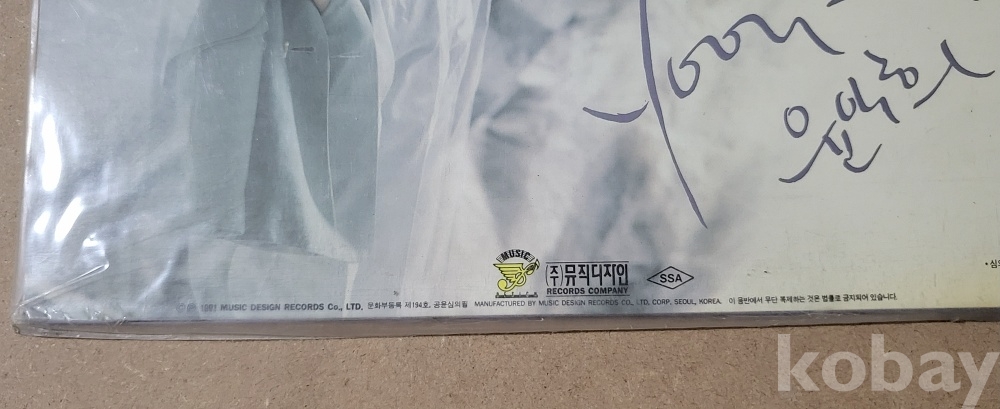 Yoon
MUSIC
(주)뮤직디자인
RECORDS COMPANY
SSA
•심의
1991 MUSIC DESIGN RECORDS Co., LTD. 문화부등록 제194호, 공윤심의필 MANUFACTURED BY MUSIC DESIGN RECORDS CO., LTD. CORP, SEOUL, KOREA. 이 음반에서 무단 복제하는 것은 법률로 금지되어 있습니다.
kobay